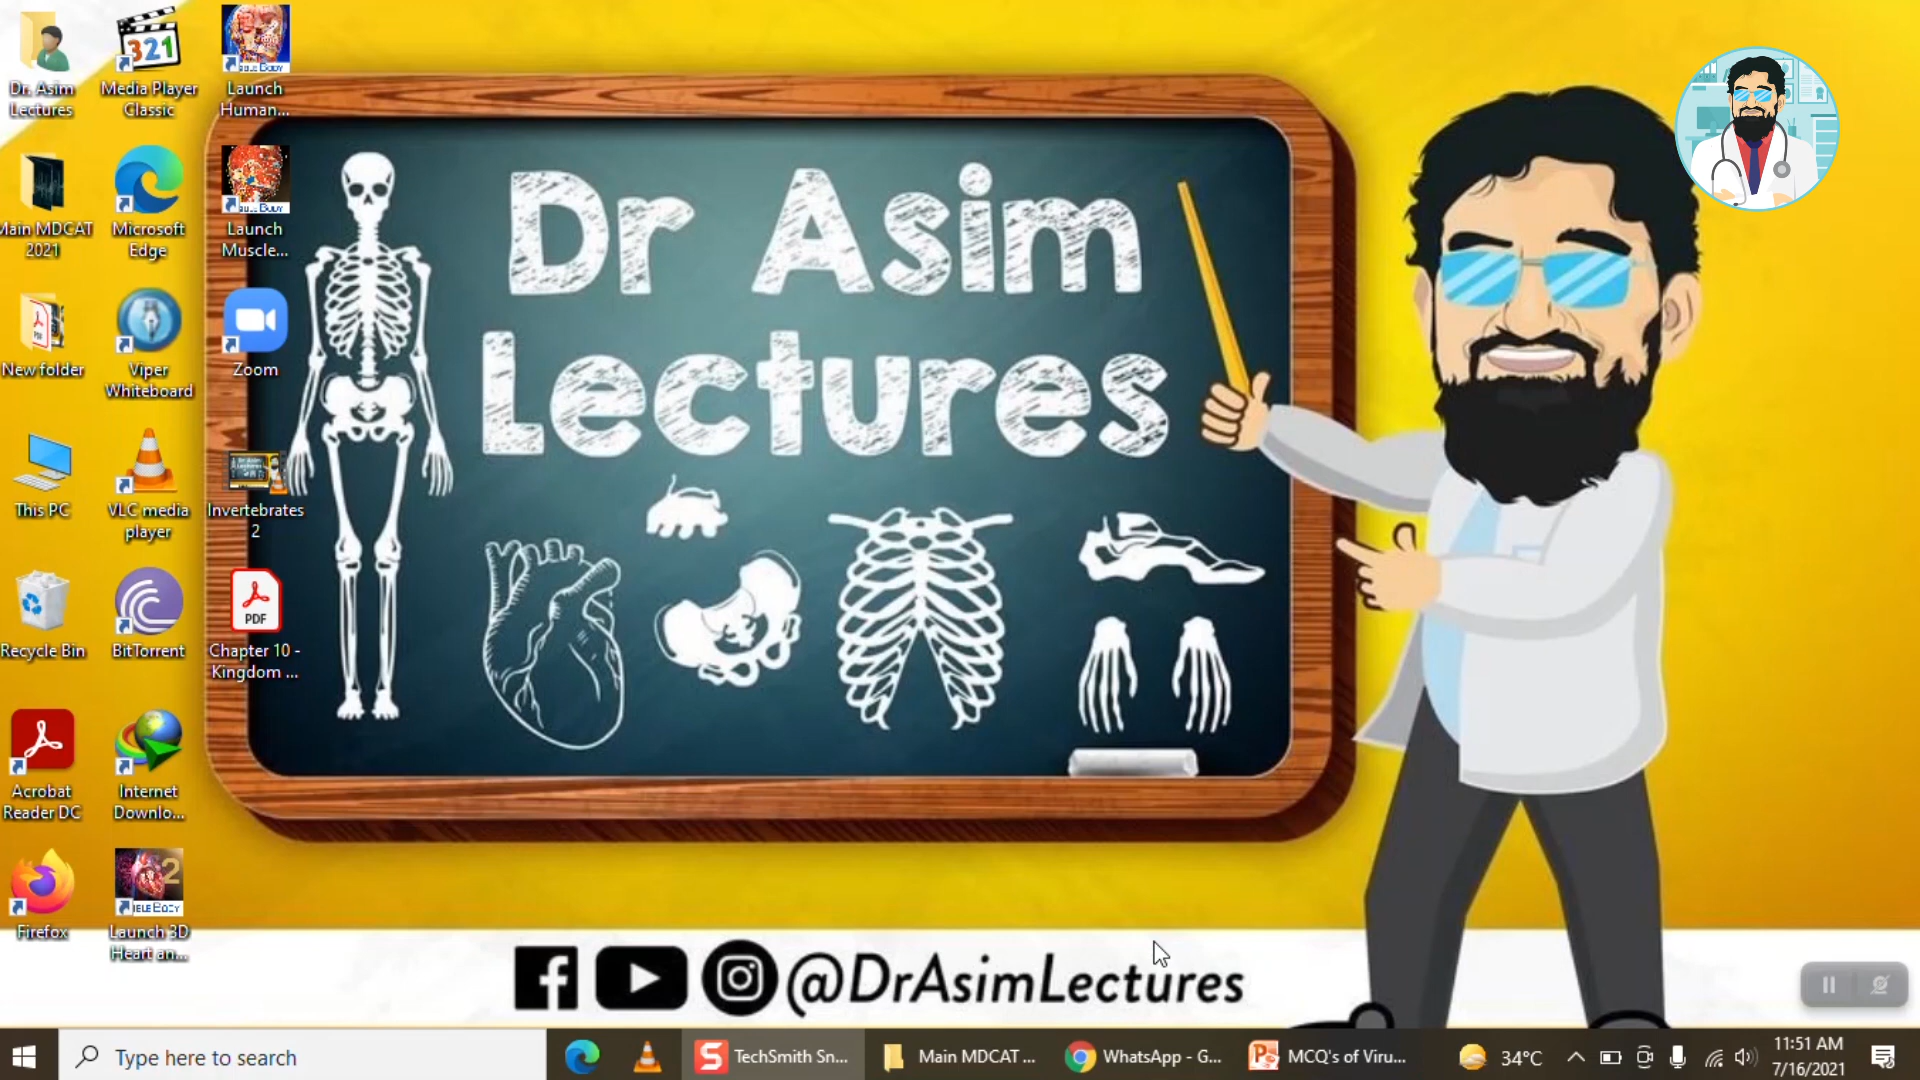 Dr. Asim
Lectures
321
Media Player
Classic
Launch
Human...
Main MDCAT
2021
Microsoft
Edge
Launch
Muscle...
New folder
Viper
Whiteboard
Zoom
This PC
VLC media
player
Invertebrates
2
Recycle Bin
BitTorrent
PDF
Chapter 10 -
Kingdom ...
Acrobat
Reader DC
Internet
Downlo...
Firefox
2
Launch 3D
Heart an...
Dr Asim
Lectures
@DrAsimLectures
Type here to search
TechSmith Sn...
Main MDCAT ...
WhatsApp - G...
MCQ's of Viru...
34°C
11:51 AM
7/16/2021